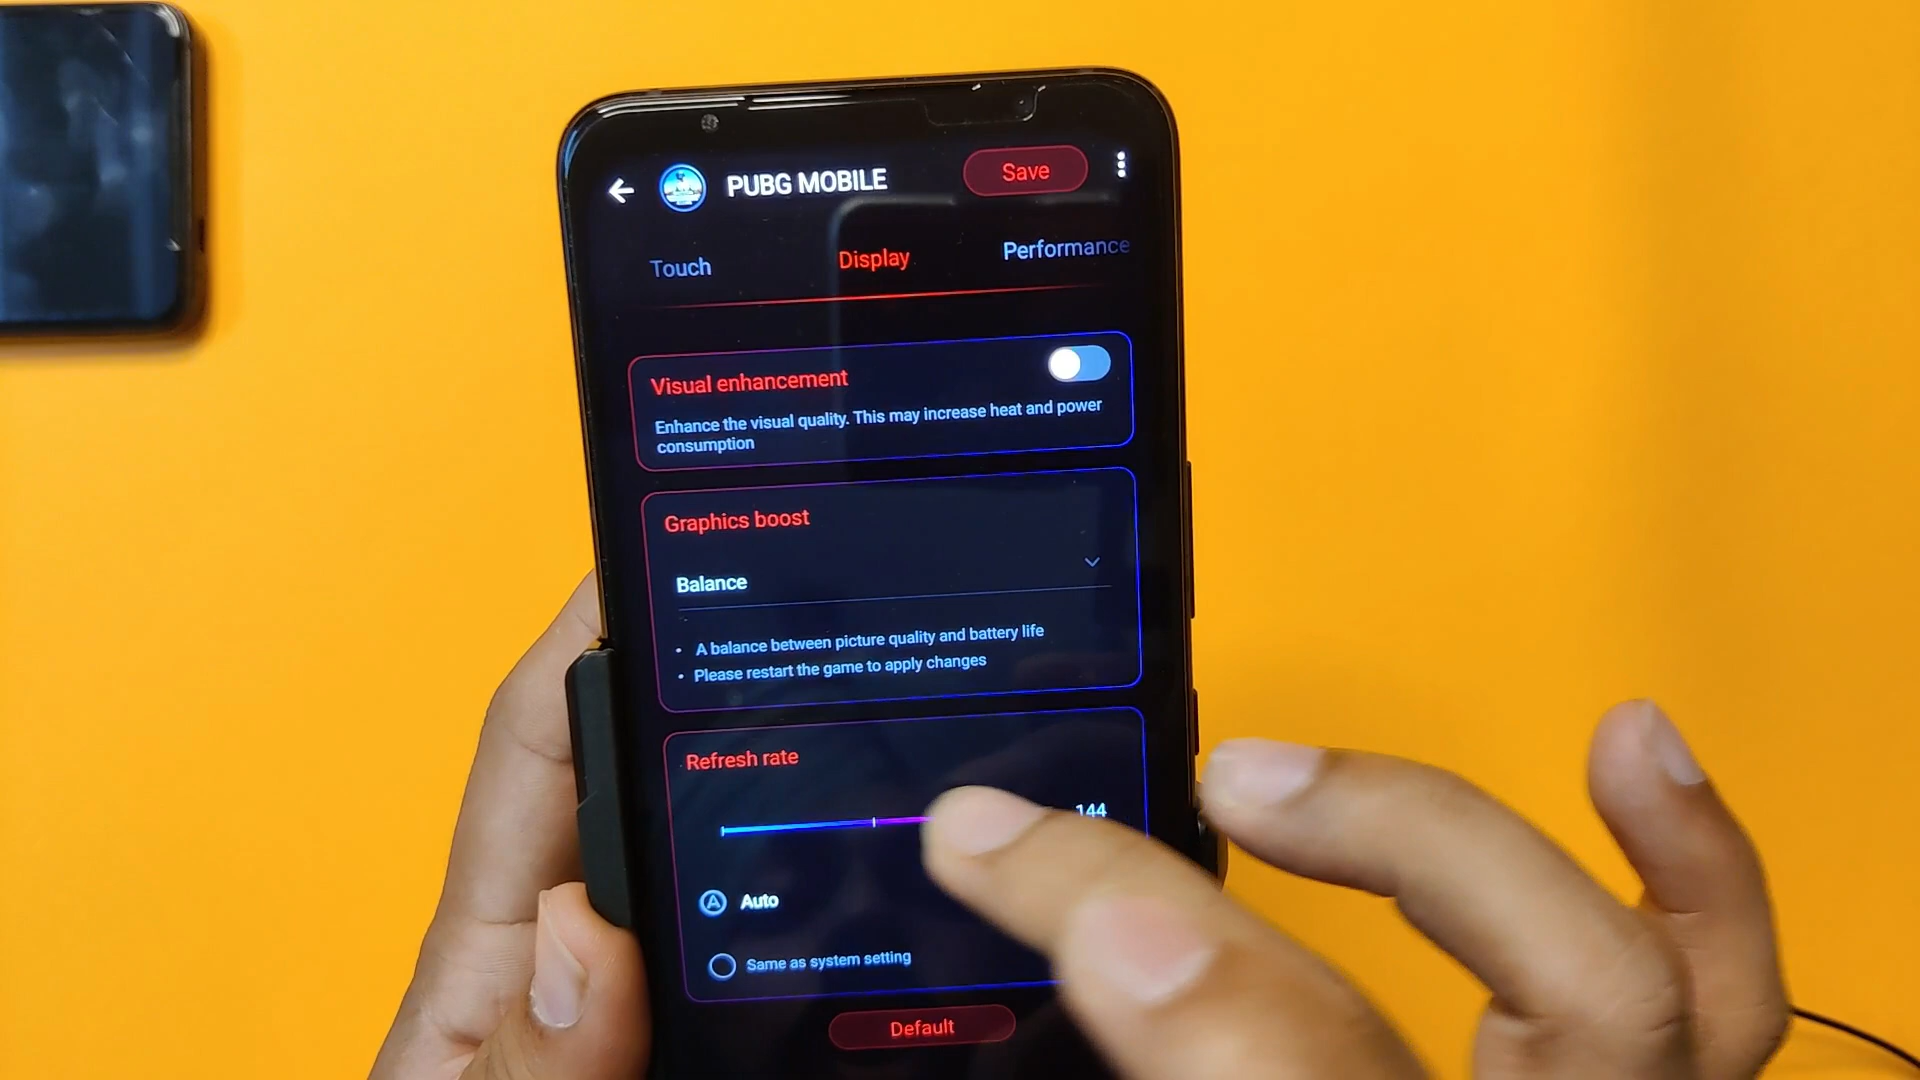 PUBG MOBILE
Save
Touch
Display
Performance
Visual enhancement
Enhance the visual quality. This may increase heat and power
consumption
Graphics boost
Balance
• A balance between picture quality and battery life
• Please restart the game to apply changes
Refresh rate
144
Auto
Same as system setting
Default